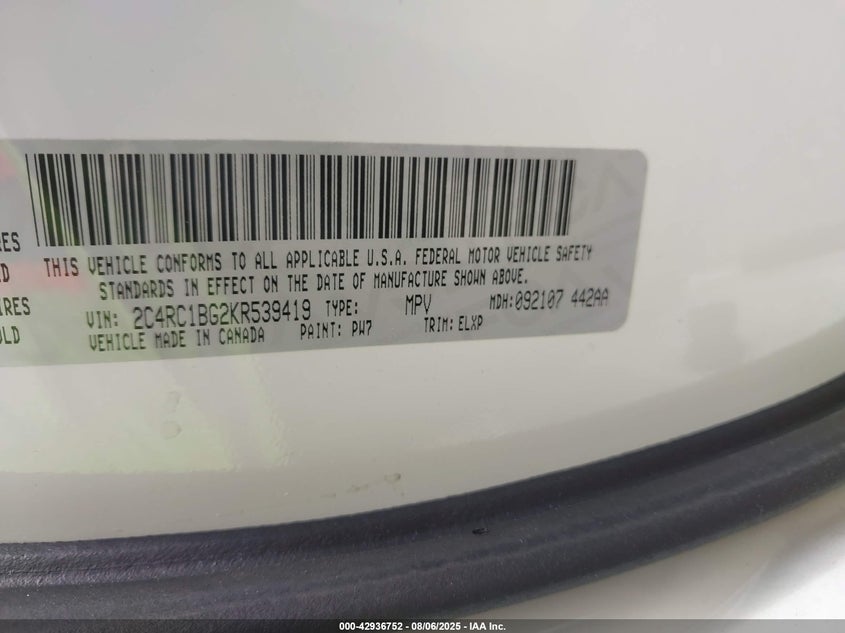 RES
THIS VEHICLE CONFORMS TO ALL APPLICABLE U.S.A. FEDERAL MOTOR VEHICLE SAFETY
STANDARDS IN EFFECT ON THE DATE OF MANUFACTURE SHOWN ABOVE.
VIN: 2C4RC1BG2KR539419 TYPE: MPV MDH:092107 442AA
VEHICLE MADE IN CANADA PAINT: PW7 TRIM: ELXP
000-42936752 - 08/06/2025 - IAA Inc.